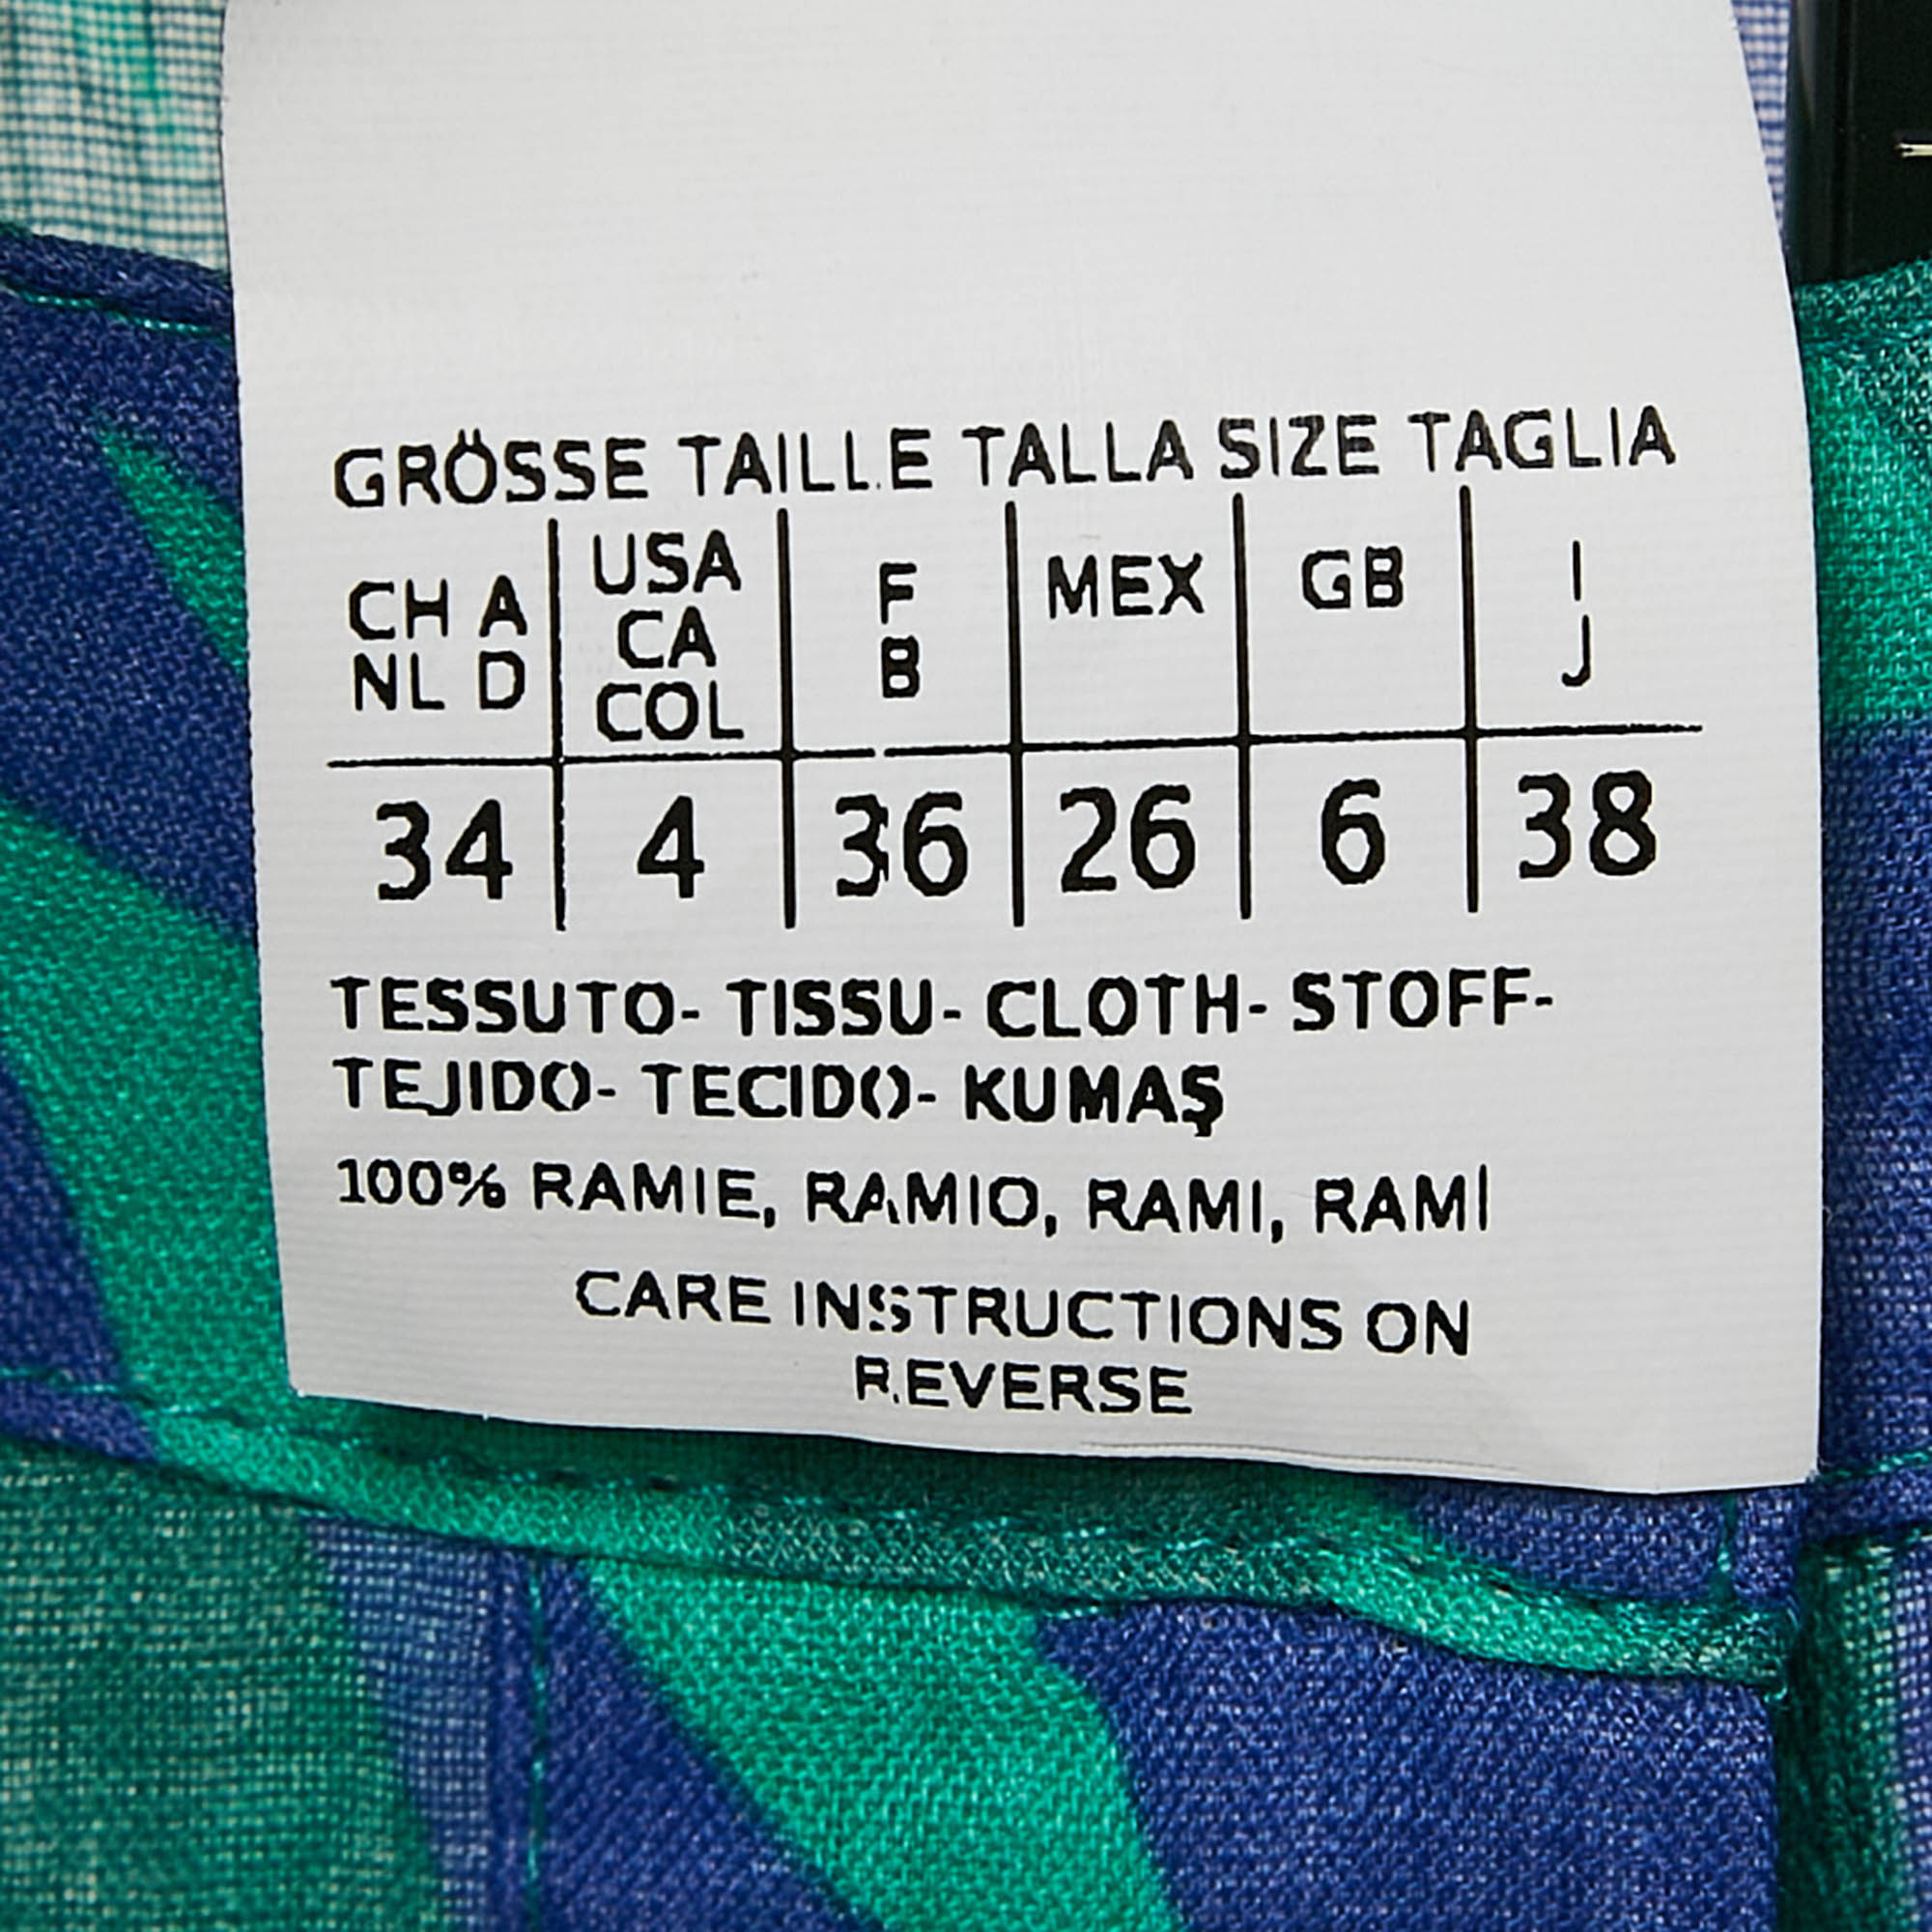 GRÖSSE TAILLE TALLA SIZE TAGLIA
CH A
NL D
USA
CA
COL
F
B
MEX
GB
I
J
34 4 36 26 6 38
TESSUTO- TISSU- CLOTH- STOFF-
TEJIDO- TECIDO- KUMAŞ
100% RAMIE, RAMIO, RAMI, RAMİ
CARE INSTRUCTIONS ON
REVERSE